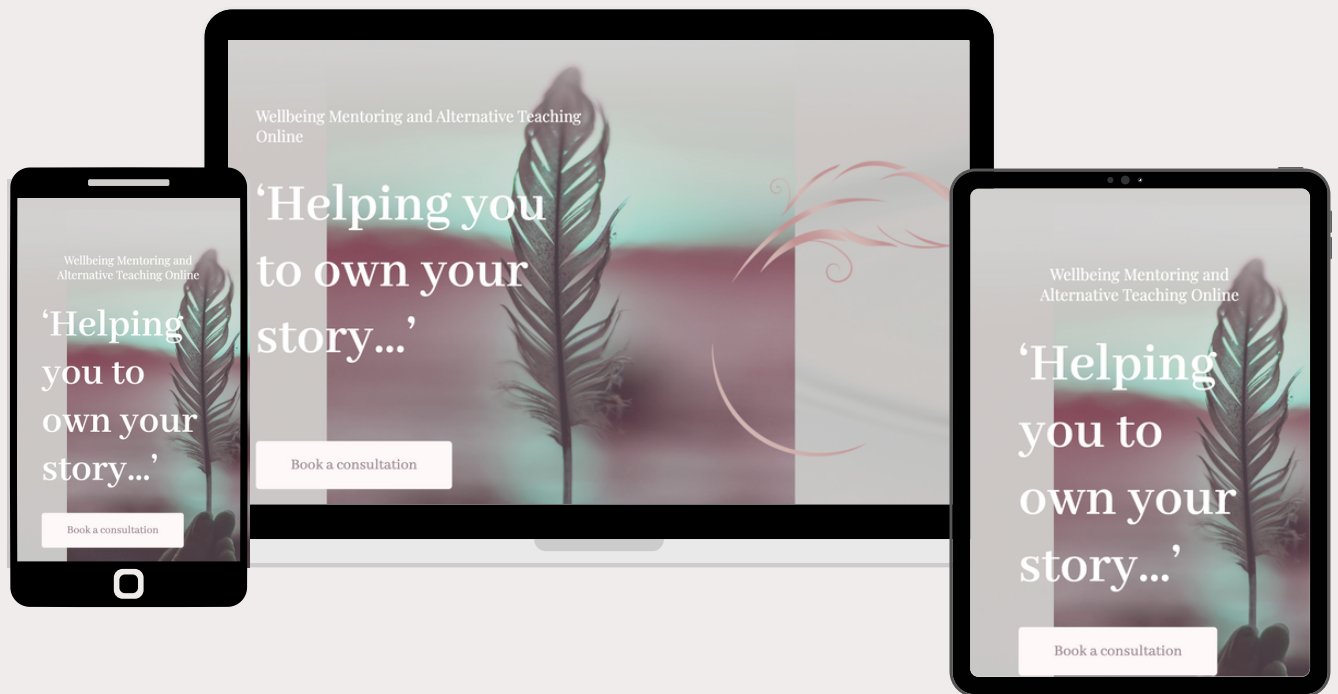 Wellbeing Mentoring and Alternative Teaching
Online
‘Helping you
to own your
story...’
Book a consultation
Wellbeing Mentoring and
Alternative Teaching Online
‘Helping
you to
own your
story...’
Book a consultation
Wellbeing Mentoring and
Alternative Teaching Online
‘Helping
you to
own your
story...’
Book a consultation